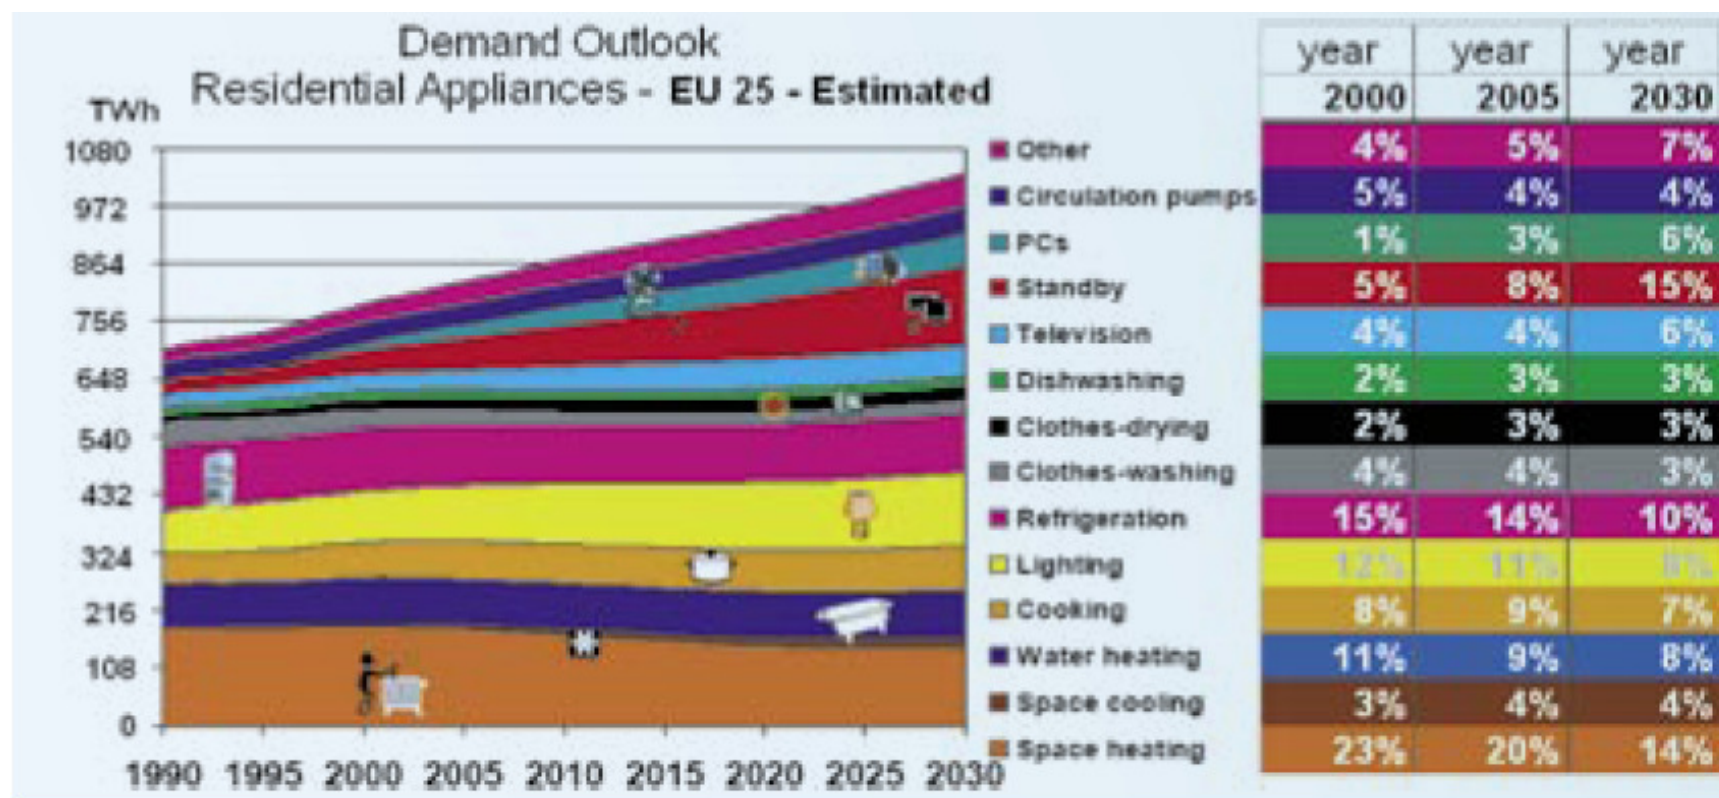 Demand Outlook
Residential Appliances - EU 25 - Estimated
TWh
1080
972
864
756
648
540
432
324
216
108
0
1990 1995 2000 2005 2010 2015 2020 2025 2030
Other
Circulation pumps
PCs
Standby
Television
Dishwashing
Clothes-drying
Clothes-washing
Refrigeration
Lighting
Cooking
Water heating
Space cooling
Space heating
year year year
2000 2005 2030
4% 5% 7%
5% 4% 4%
1% 3% 6%
5% 8% 15%
4% 4% 6%
2% 3% 3%
2% 3% 3%
4% 4% 3%
15% 14% 10%
12% 11%
8% 9% 7%
11% 9% 8%
3% 4% 4%
23% 20% 14%